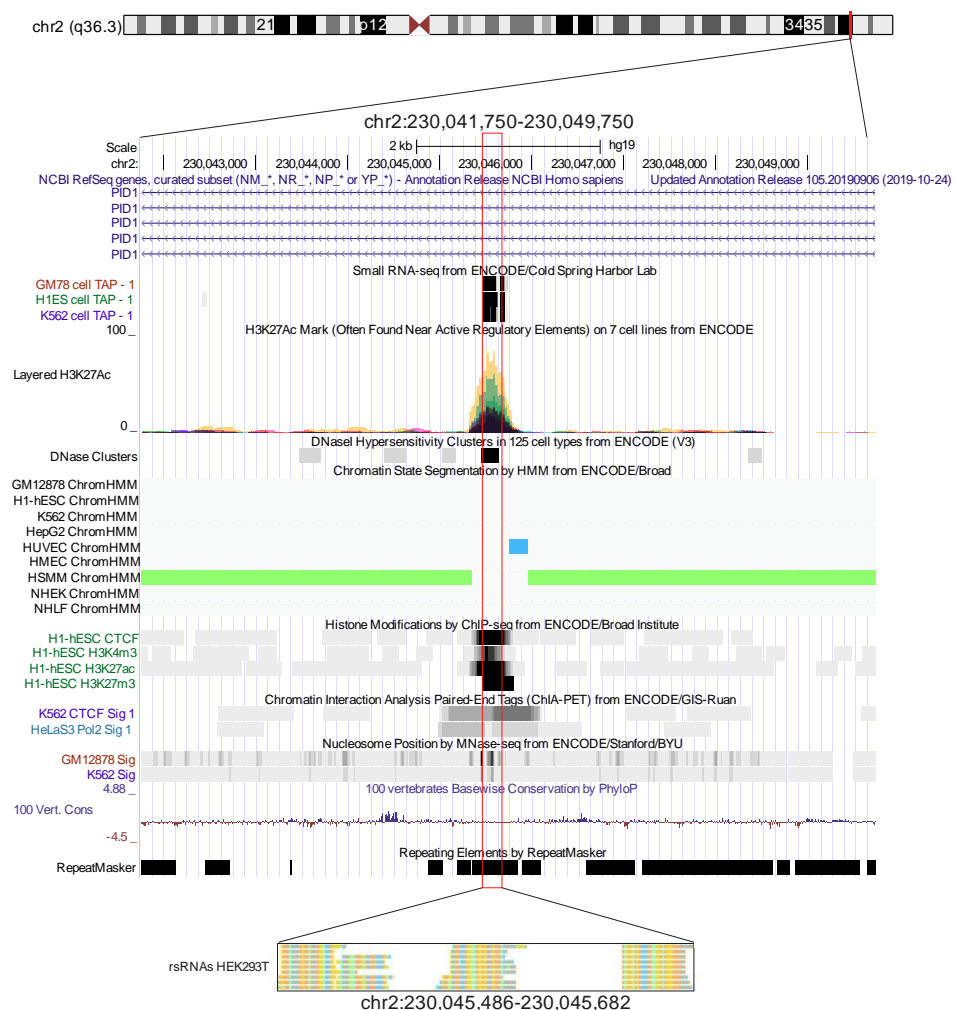 chr2 (q36.3) 21 p12 3435
chr2:230,041,750-230,049,750
Scale 2 kb hg19
chr2: 230,043,000 230,044,000 230,045,000 230,046,000 230,047,000 230,048,000 230,049,000
NCBI RefSeq genes, curated subset (NM_*, NR_*, NP_* or YP_*) - Annotation Release NCBI Homo sapiens Updated Annotation Release 105.20190906 (2019-10-24)
PID1
PID1
PID1
PID1
PID1
Small RNA-seq from ENCODE/Cold Spring Harbor Lab
GM78 cell TAP - 1
H1ES cell TAP - 1
K562 cell TAP - 1
100 _ H3K27Ac Mark (Often Found Near Active Regulatory Elements) on 7 cell lines from ENCODE
Layered H3K27Ac
0 _
DNaseI Hypersensitivity Clusters in 125 cell types from ENCODE (V3)
DNase Clusters
Chromatin State Segmentation by HMM from ENCODE/Broad
GM12878 ChromHMM
H1-hESC ChromHMM
K562 ChromHMM
HepG2 ChromHMM
HUVEC ChromHMM
HMEC ChromHMM
HSMM ChromHMM
NHEK ChromHMM
NHLF ChromHMM
Histone Modifications by ChIP-seq from ENCODE/Broad Institute
H1-hESC CTCF
H1-hESC H3K4m3
H1-hESC H3K27ac
H1-hESC H3K27m3
Chromatin Interaction Analysis Paired-End Tags (ChIA-PET) from ENCODE/GIS-Ruan
K562 CTCF Sig 1
HeLaS3 Pol2 Sig 1
Nucleosome Position by MNase-seq from ENCODE/Stanford/BYU
GM12878 Sig
K562 Sig
4.88 _ 100 vertebrates Basewise Conservation by PhyloP
100 Vert. Cons
-4.5 _
Repeating Elements by RepeatMasker
RepeatMasker
rsRNAs HEK293T
chr2:230,045,486-230,045,682